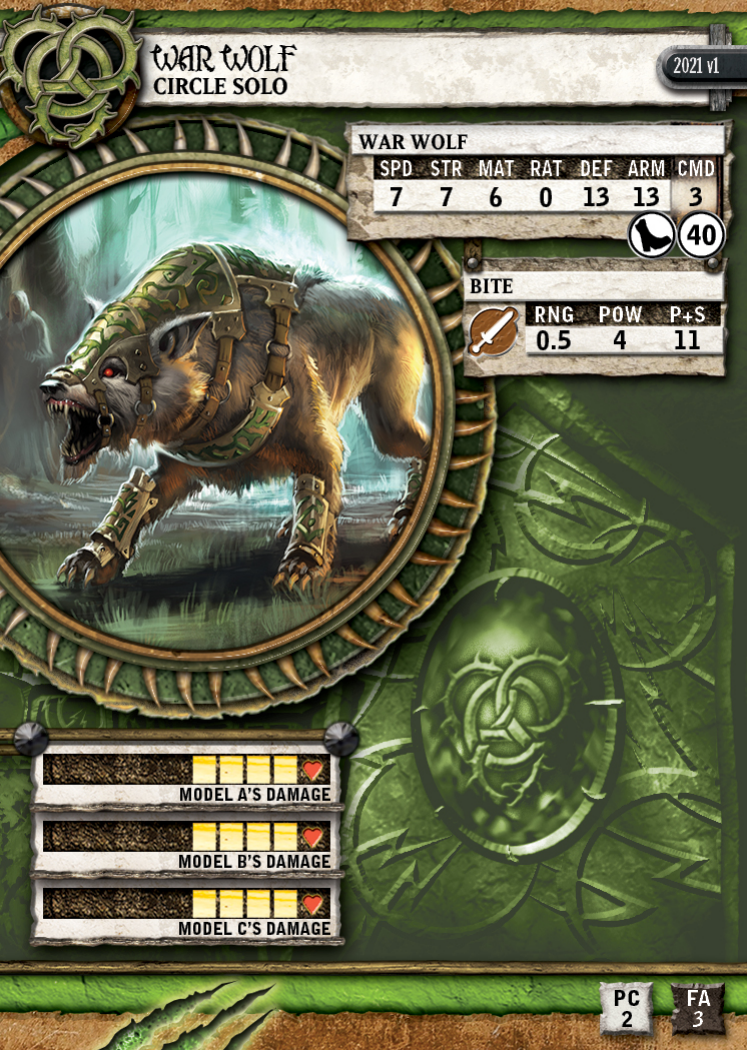 WAR WOLF
CIRCLE SOLO
2021 v1
WAR WOLF
SPD STR MAT RAT DEF ARM CMD
7 7 6 0 13 13 3
40
BITE
RNG POW P+S
0.5 4 11
MODEL A'S DAMAGE
MODEL B'S DAMAGE
MODEL C'S DAMAGE
PC FA
2 3